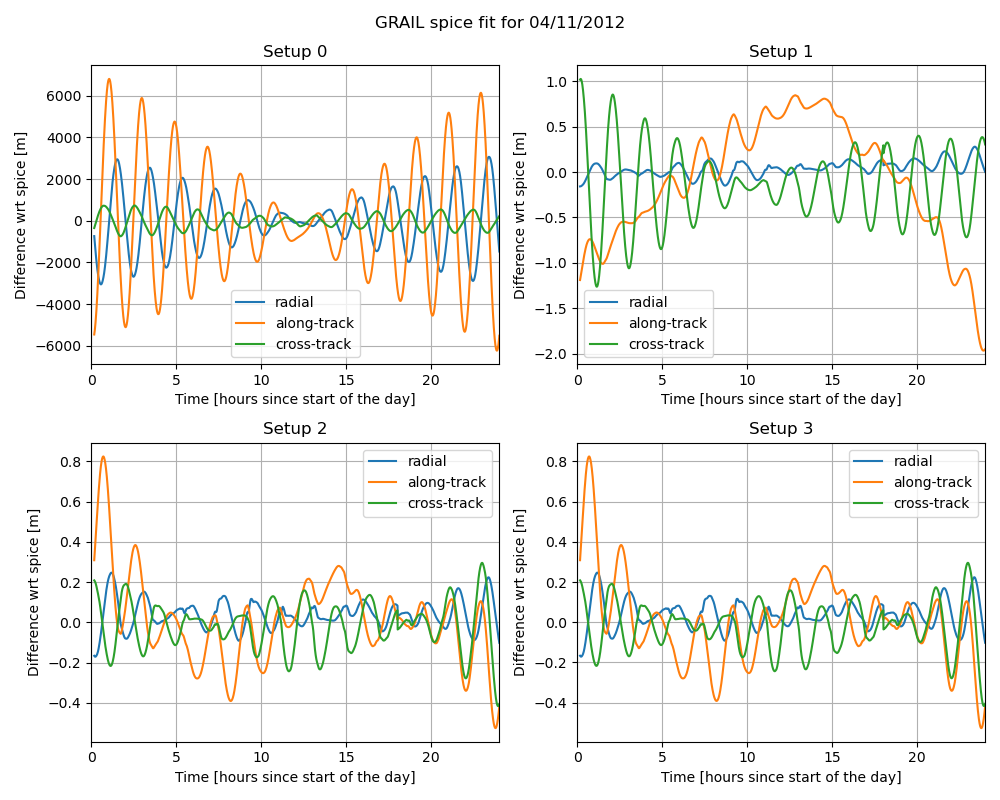 GRAIL spice fit for 04/11/2012
Setup 0
Difference wrt spice [m]
6000
4000
2000
0
−2000
−4000
−6000
radial
along-track
cross-track
0 5 10 15 20
Time [hours since start of the day]
Setup 1
Difference wrt spice [m]
1.0
0.5
0.0
−0.5
−1.0
−1.5
−2.0
radial
along-track
cross-track
0 5 10 15 20
Time [hours since start of the day]
Setup 2
Difference wrt spice [m]
0.8
0.6
0.4
0.2
0.0
−0.2
−0.4
radial
along-track
cross-track
0 5 10 15 20
Time [hours since start of the day]
Setup 3
Difference wrt spice [m]
0.8
0.6
0.4
0.2
0.0
−0.2
−0.4
radial
along-track
cross-track
0 5 10 15 20
Time [hours since start of the day]